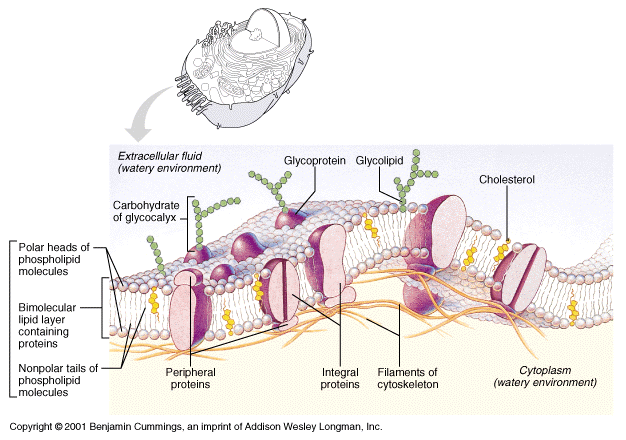 Extracellular fluid
(watery environment)
Glycoprotein
Glycolipid
Cholesterol
Carbohydrate
of glycocalyx
Polar heads of
phospholipid
molecules
Bimolecular
lipid layer
containing
proteins
Nonpolar tails of
phospholipid
molecules
Peripheral
proteins
Integral
proteins
Filaments of
cytoskeleton
Cytoplasm
(watery environment)
Copyright © 2001 Benjamin Cummings, an imprint of Addison Wesley Longman, Inc.